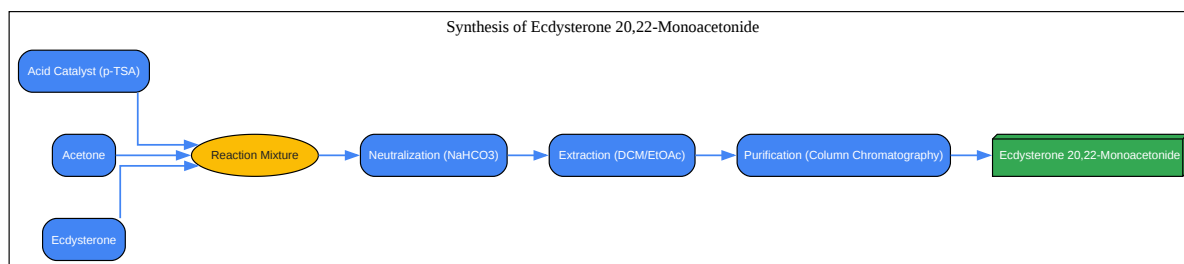 Synthesis of Ecdysterone 20,22-Monoacetonide
Acid Catalyst (p-TSA)
Acetone
Ecdysterone
Reaction Mixture
Neutralization (NaHCO3)
Extraction (DCM/EtOAc)
Purification (Column Chromatography)
Ecdysterone 20,22-Monoacetonide